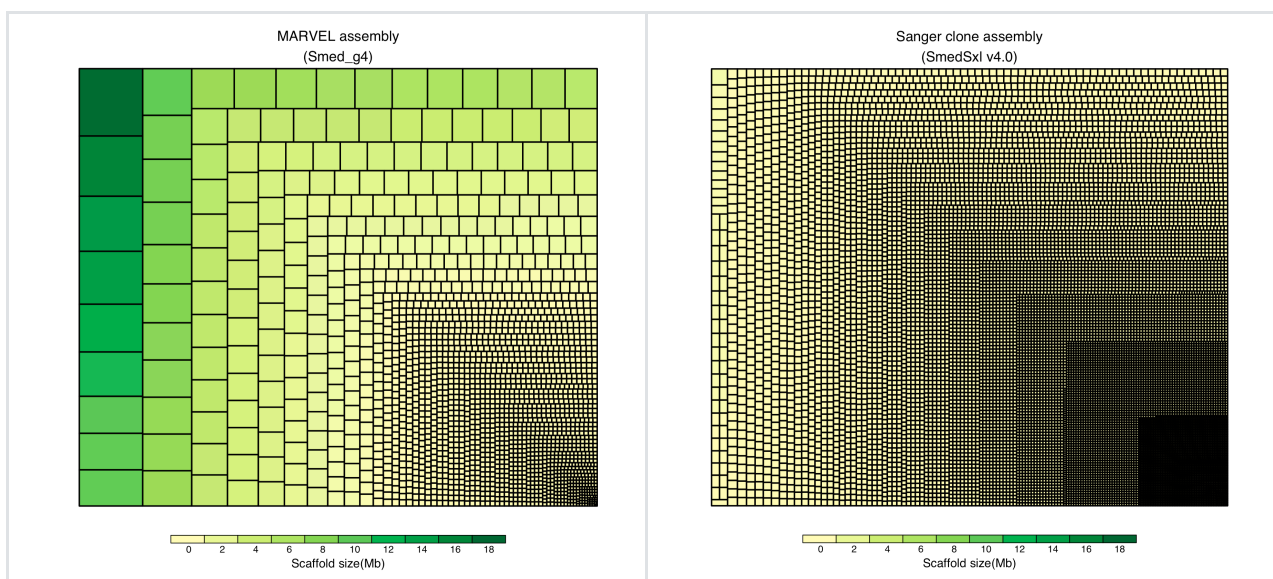 MARVEL assembly
(Smed_g4)
0 2 4 6 8 10 12 14 16 18
Scaffold size(Mb)
Sanger clone assembly
(SmedSxl v4.0)
0 2 4 6 8 10 12 14 16 18
Scaffold size(Mb)